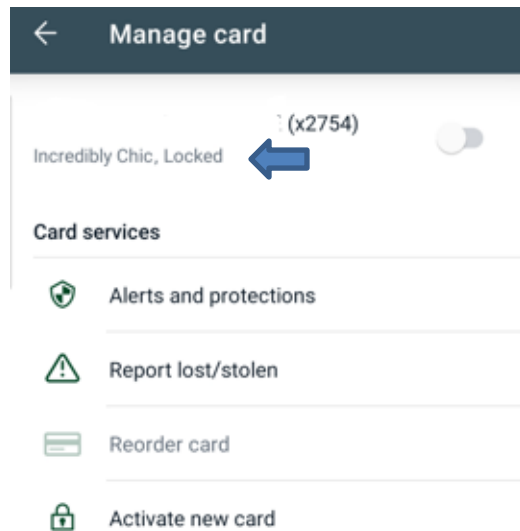 Manage card
(x2754)
Incredibly Chic, Locked
Card services
Alerts and protections
Report lost/stolen
Reorder card
Activate new card